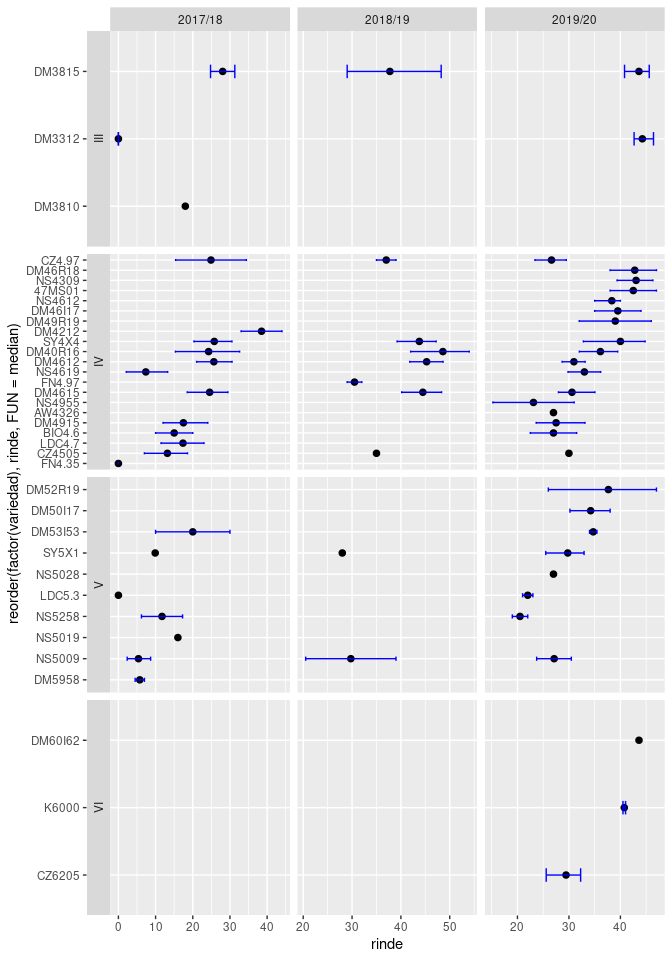 2017/18 2018/19 2019/20
reorder(factor(variedad), rinde, FUN = median)
III
DM3815
DM3312
DM3810
IV
CZ4.97
DM46R18
NS4309
47MS01
NS4612
DM46I17
DM49R19
DM4212
SY4X4
DM40R16
DM4612
NS4619
FN4.97
DM4615
NS4955
AW4326
DM4915
BIO4.6
LDC4.7
CZ4505
FN4.35
V
DM52R19
DM50I17
DM53I53
SY5X1
NS5028
LDC5.3
NS5258
NS5019
NS5009
DM5958
VI
DM60I62
K6000
CZ6205
0 10 20 30 40 20 30 40 50 20 30 40
rinde